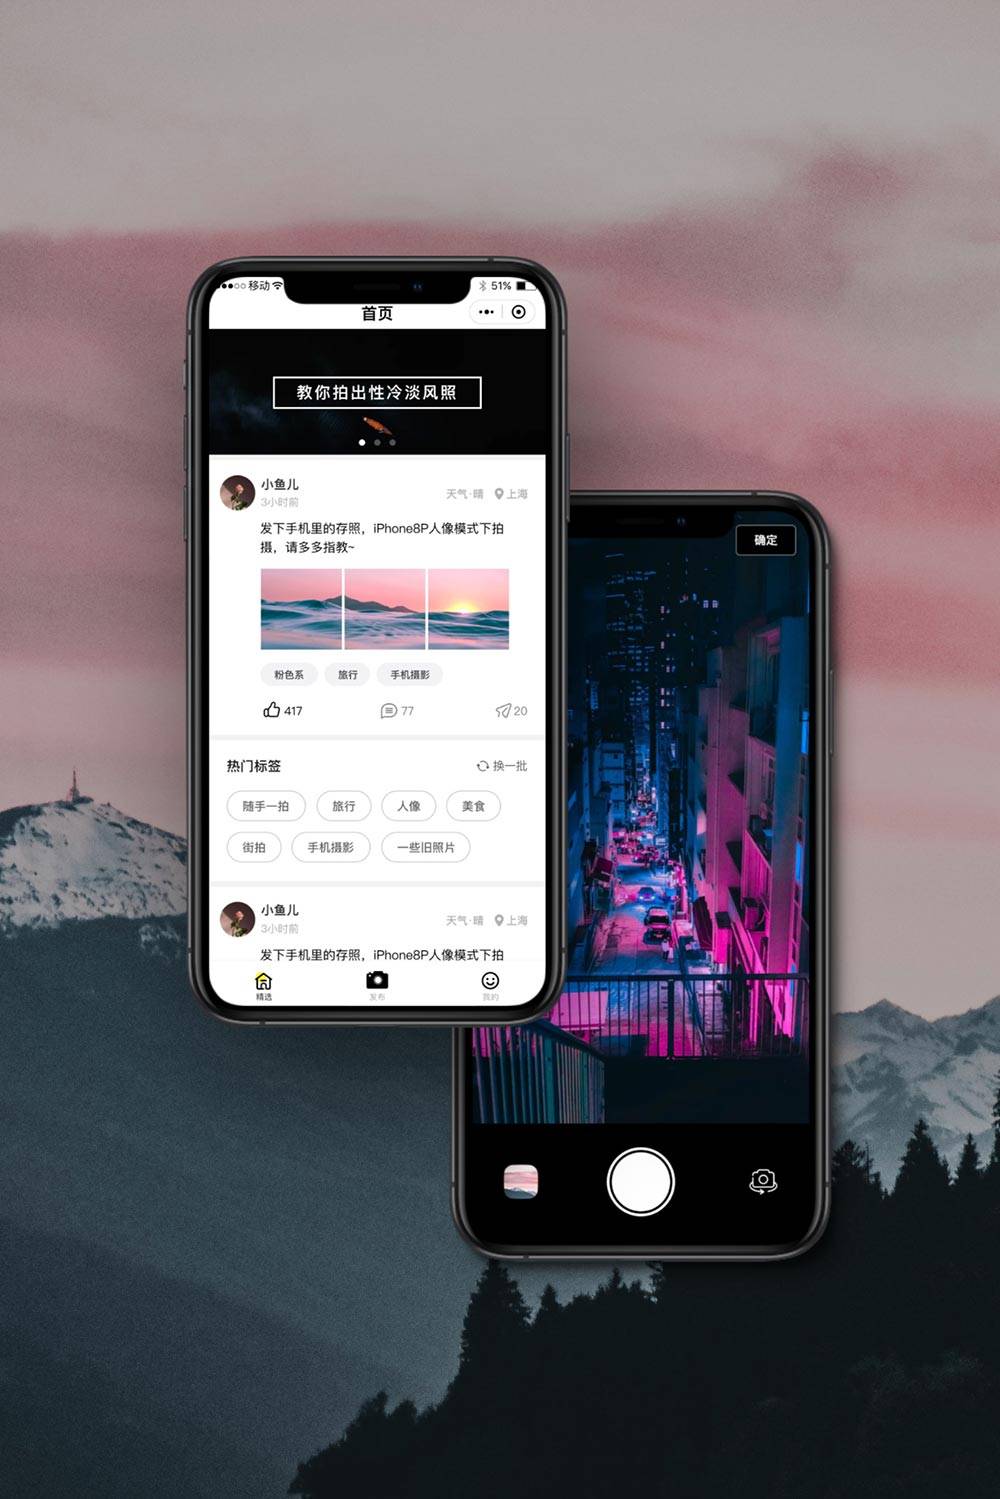 移动
51%
首页
教你拍出性冷淡风照
小鱼儿
3小时前
天气·晴 上海
发下手机里的存照，iPhone8P人像模式下拍
摄，请多多指教~
粉色系 旅行 手机摄影
417 77 20
热门标签 换一批
随手一拍 旅行 人像 美食
街拍 手机摄影 一些旧照片
小鱼儿
3小时前
天气·晴 上海
发下手机里的存照，iPhone8P人像模式下拍
精选 发布 我的
确定